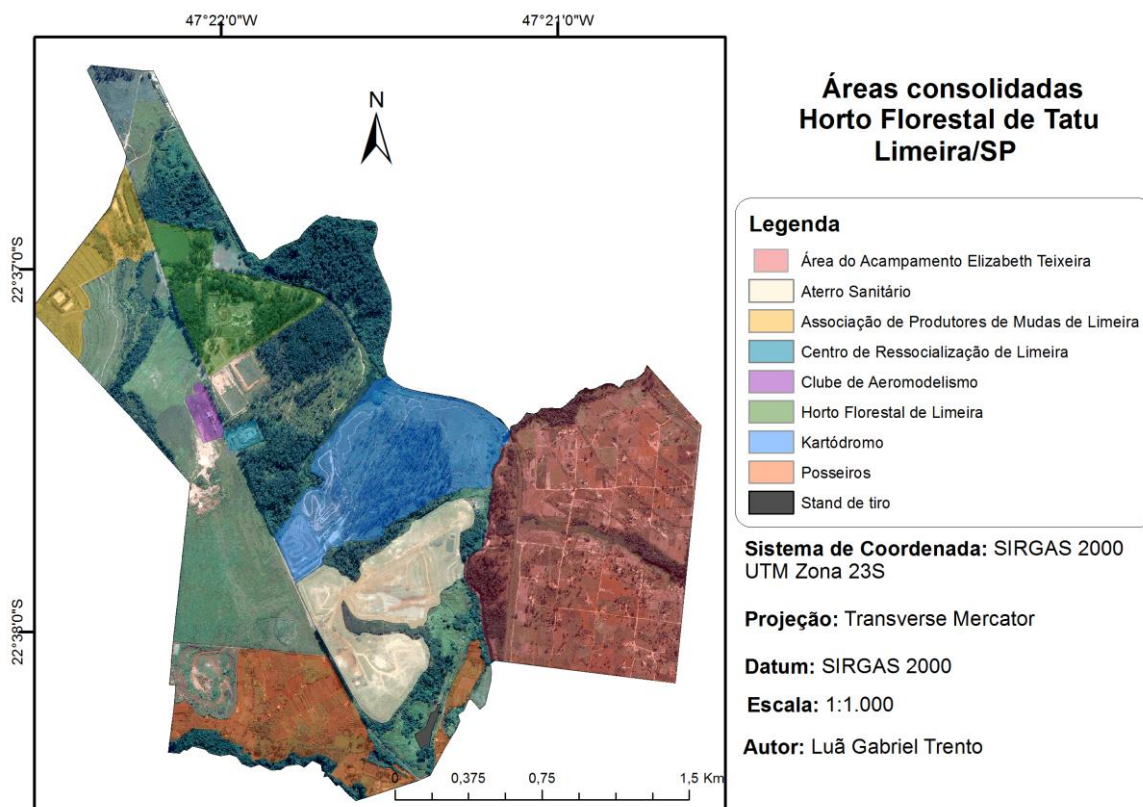 47°22'0"W
47°21'0"W
N
22°37'0"S
22°38'0"S
0
0,375
0,75
1,5 Km
Áreas consolidadas
Horto Florestal de Tatu
Limeira/SP
Legenda
Área do Acampamento Elizabeth Teixeira
Aterro Sanitário
Associação de Produtores de Mudas de Limeira
Centro de Ressocialização de Limeira
Clube de Aeromodelismo
Horto Florestal de Limeira
Kartódromo
Posseiros
Stand de tiro
Sistema de Coordenada: SIRGAS 2000
UTM Zona 23S
Projeção: Transverse Mercator
Datum: SIRGAS 2000
Escala: 1:1.000
Autor: Luã Gabriel Trento